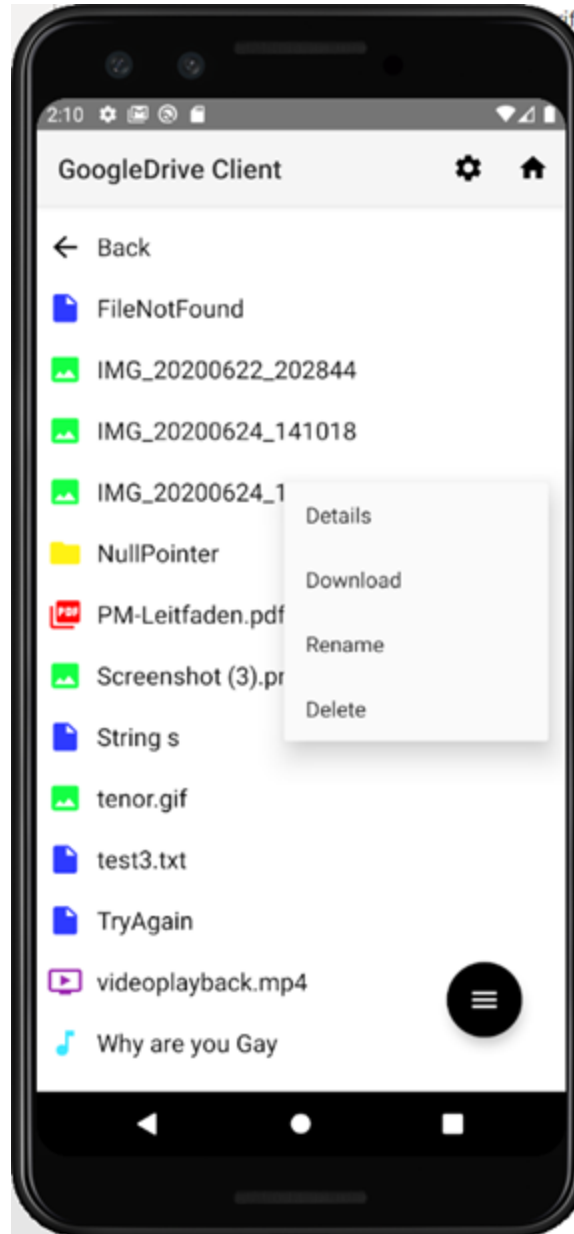 2:10
GoogleDrive Client
Back
FileNotFound
IMG_20200622_202844
IMG_20200624_141018
IMG_20200624_1
Details
NullPointer
Download
PM-Leitfaden.pdf
PDF
Rename
Screenshot (3).pr
Delete
String s
tenor.gif
test3.txt
TryAgain
videoplayback.mp4
Why are you Gay